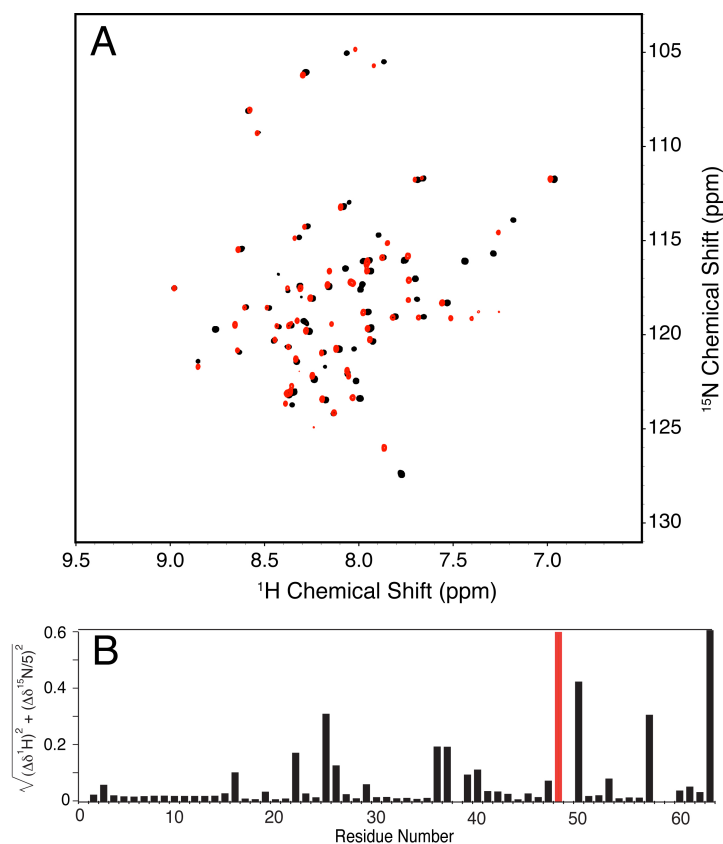 A
105
110
115
120
125
130
¹⁵N Chemical Shift (ppm)
9.5 9.0 8.5 8.0 7.5 7.0
¹H Chemical Shift (ppm)
B
0.6
0.4
0.2
0
√(Δδ¹H)² + (Δδ¹⁵N/5)²
0 10 20 30 40 50 60
Residue Number